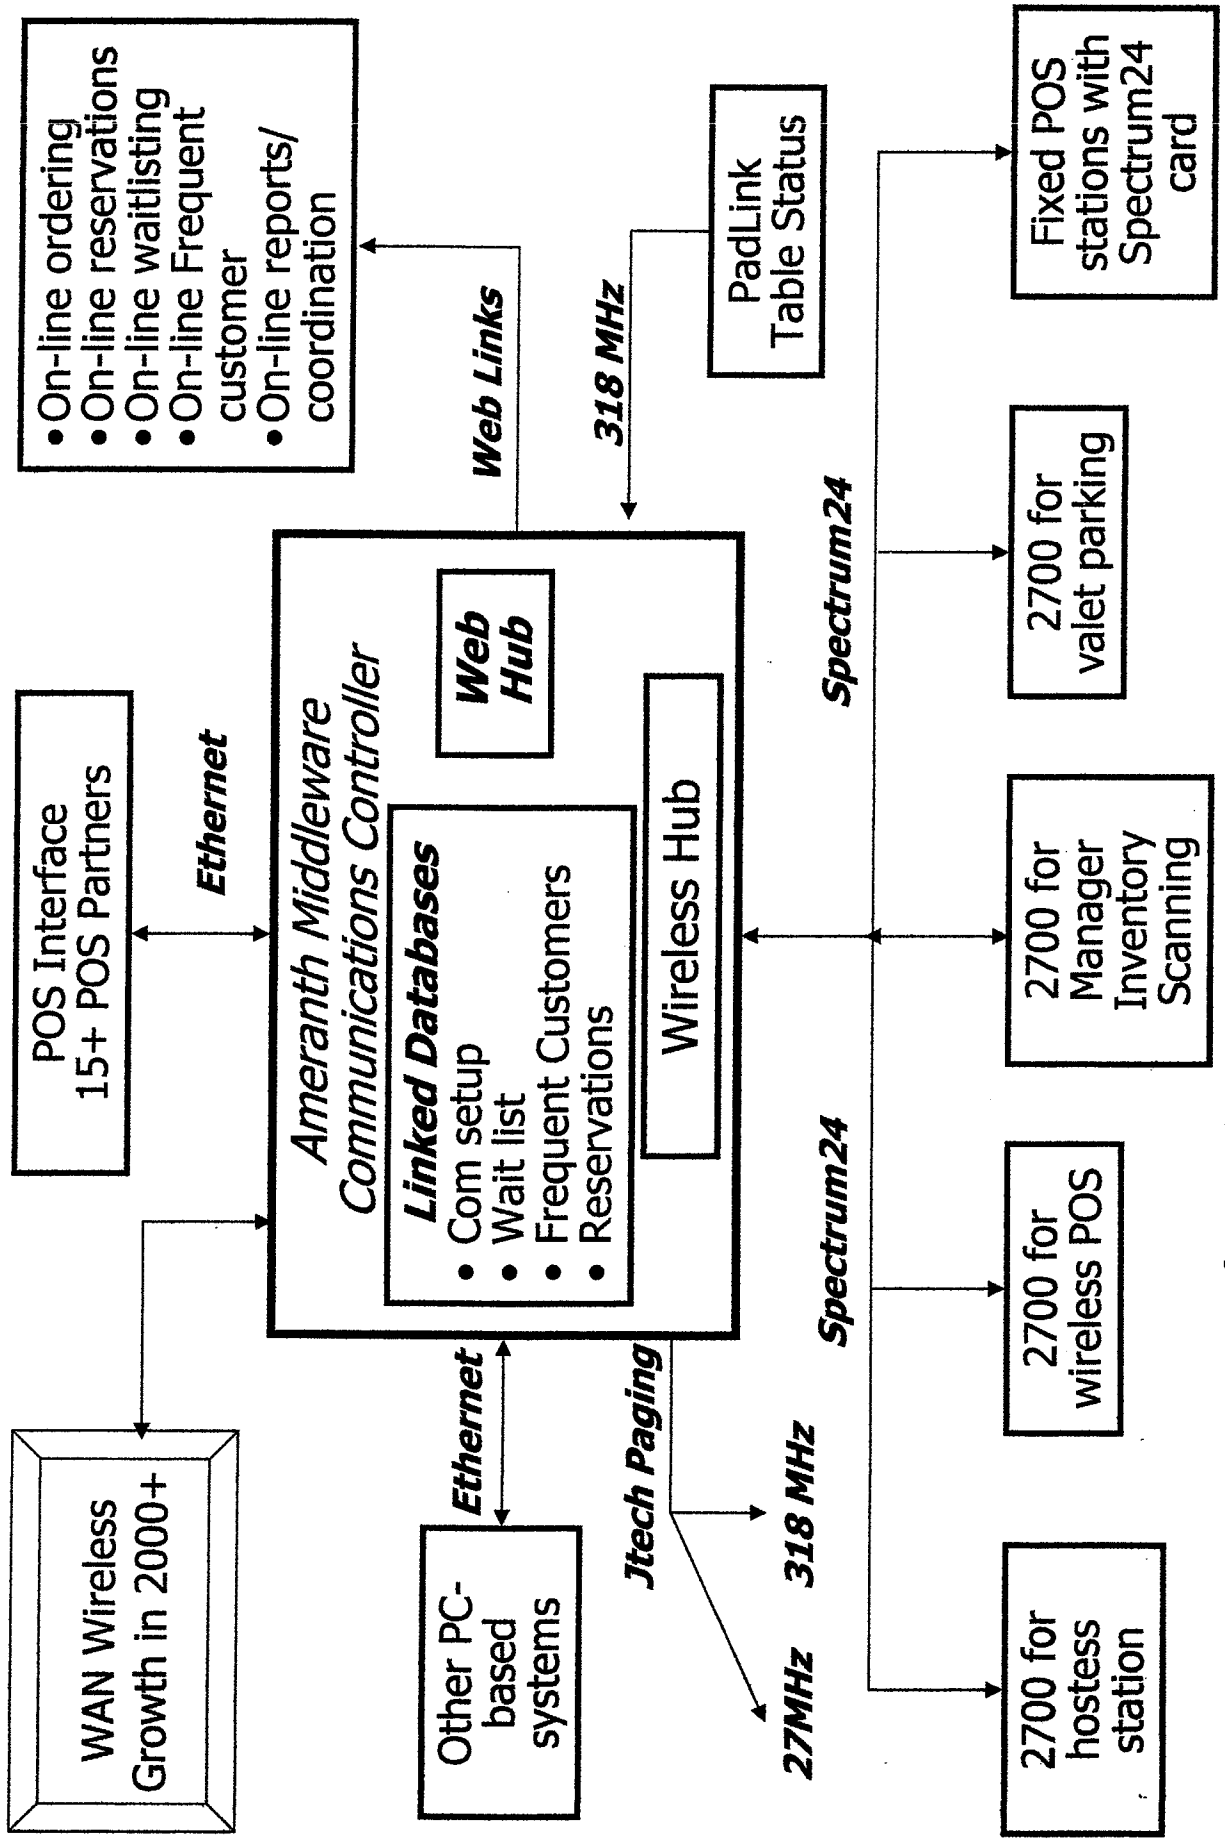 WAN Wireless
Growth in 2000+
POS Interface
15+ POS Partners
• On-line ordering
• On-line reservations
• On-line waitlisting
• On-line Frequent
customer
• On-line reports/
coordination
Ethernet
Ameranth Middleware
Communications Controller
Linked Databases
• Com setup
• Wait list
• Frequent Customers
• Reservations
Web
Hub
Wireless Hub
Web Links
318 MHz
PadLink
Table Status
Ethernet
Other PC-
based
systems
Jtech Paging
27MHz
318 MHz
Spectrum24
Spectrum24
2700 for
hostess
station
2700 for
wireless POS
2700 for
Manager
Inventory
Scanning
2700 for
valet parking
Fixed POS
stations with
Spectrum24
card